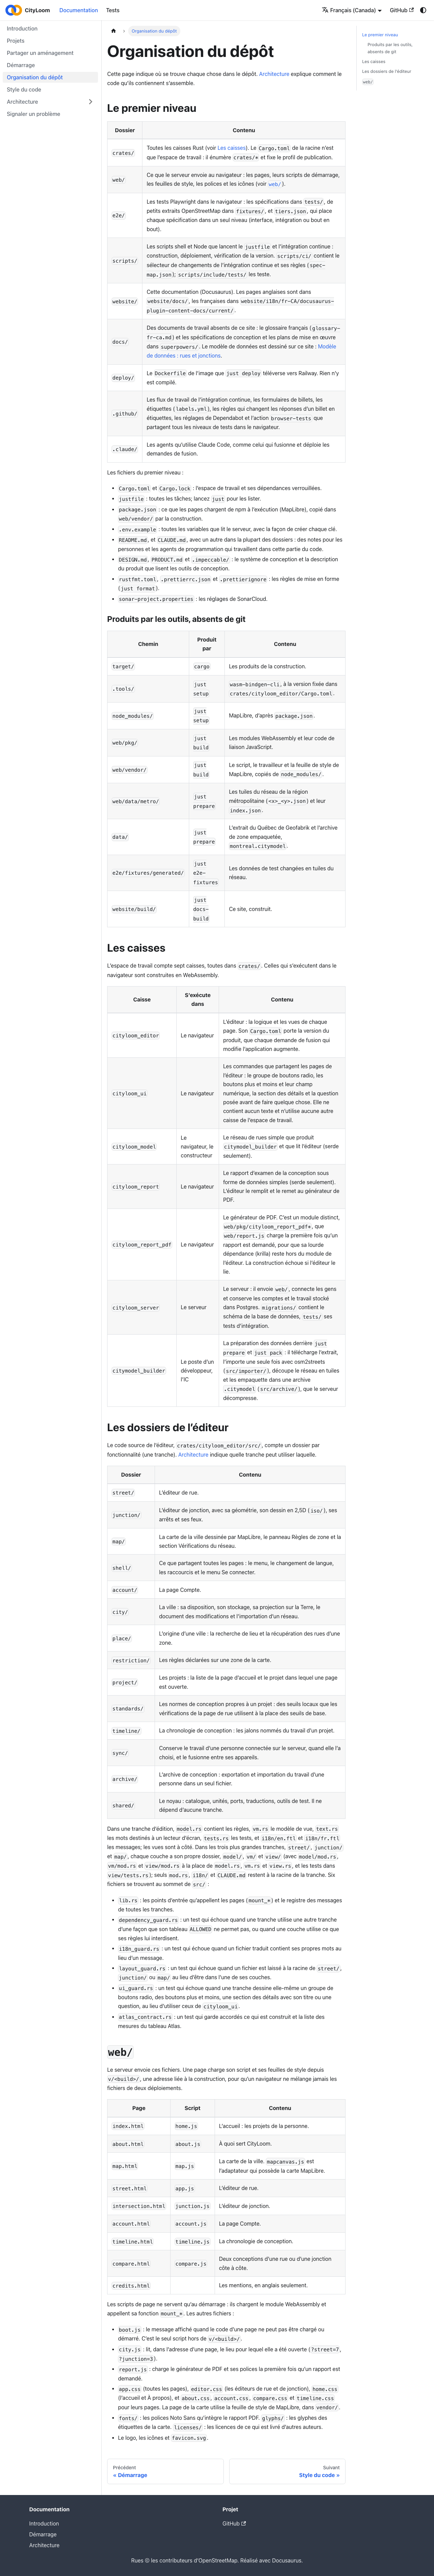 CityLoom
Documentation
Tests
Français (Canada)
GitHub
Introduction
Projets
Parpar un aménagement
Démarrage
Organisation du dépôt
Style du code
Architecture
Signaler un problème
Organisation du dépôt
Organisation du dépôt
Cette page indique où se trouve chaque chose dans le dépôt. Architecture explique comment le code qu'ils contiennent s'assemble.
Le premier niveau
Dossier Contenu
crates/ Toutes les caisses Rust (voir Les caisses). Le Cargo.toml de la racine n'est que l'espace de travail : il énumère crates/* et fixe le profil de publication.
web/ Ce que le serveur envoie au navigateur : les pages, leurs scripts de démarrage, les feuilles de style, les polices et les icônes (voir web/).
e2e/ Les tests Playwright dans le navigateur : les spécifications dans tests/, de petits extraits OpenStreetMap dans fixtures/, et tiers.json, qui place chaque spécification dans un seul niveau (interface, intégration ou bout en bout).
scripts/ Les scripts shell et Node que lancent le justfile et l'intégration continue : construction, déploiement, vérification de la version. scripts/ci/ contient le sélecteur de changements de l'intégration continue et ses règles (spec-map.json); scripts/include/tests/ les teste.
website/ Cette documentation (Docusaurus). Les pages anglaises sont dans website/docs/, les françaises dans website/i18n/fr-CA/docusaurus-plugin-content-docs/current/.
docs/ Des documents de travail absents de ce site : le glossaire français (glossary-fr-ca.md) et les spécifications de conception et les plans de mise en œuvre dans superpowers/. Le modèle de données est dessiné sur ce site : Modèle de données : rues et jonctions.
deploy/ Le Dockerfile de l'image que just deploy téléverse vers Railway. Rien n'y est compilé.
.github/ Les flux de travail de l'intégration continue, les formulaires de billets, les étiquettes (labels.yml), les règles qui changent les réponses d'un billet en étiquettes, les réglages de Dependabot et l'action browser-tests que partagent tous les niveaux de tests dans le navigateur.
.claude/ Les agents qu'utilise Claude Code, comme celui qui fusionne et déploie les demandes de fusion.
Les fichiers du premier niveau :
Cargo.toml et Cargo.lock : l'espace de travail et ses dépendances verrouillées.
justfile : toutes les tâches; lancez just pour les lister.
package.json : ce que les pages chargent de npm à l'exécution (MapLibre), copié dans web/vendor/ par la construction.
.env.example : toutes les variables que lit le serveur, avec la façon de créer chaque clé.
README.md, et CLAUDE.md, avec un autre dans la plupart des dossiers : des notes pour les personnes et les agents de programmation qui travaillent dans cette partie du code.
DESIGN.md, PRODUCT.md et .impeccable/ : le système de conception et la description du produit que lisent les outils de conception.
rustfmt.toml, .prettierrc.json et .prettierignore : les règles de mise en forme (just format).
sonar-project.properties : les réglages de SonarCloud.
Produits par les outils, absents de git
Chemin Produit par Contenu
target/ cargo Les produits de la construction.
.tools/ just setup wasm-bindgen-cli, à la version fixée dans crates/cityloom_editor/Cargo.toml.
node_modules/ just setup MapLibre, d'après package.json.
web/pkg/ just build Les modules WebAssembly et leur code de liaison JavaScript.
web/vendor/ just build Le script, le travailleur et la feuille de style de MapLibre, copiés de node_modules/.
web/data/metro/ just prepare Les tuiles du réseau de la région métropolitaine (<x>_<y>.json) et leur index.json.
data/ just prepare L'extrait du Québec de Geofabrik et l'archive de zone empaquetée, montreal.citymodel.
e2e/fixtures/generated/ just e2e-fixtures Les données de test changées en tuiles du réseau.
website/build/ just docs-build Ce site, construit.
Les caisses
L'espace de travail compte sept caisses, toutes dans crates/. Celles qui s'exécutent dans le navigateur sont construites en WebAssembly.
Caisse S'exécute dans Contenu
cityloom_editor Le navigateur L'éditeur : la logique et les vues de chaque page. Son Cargo.toml porte la version du produit, que chaque demande de fusion qui modifie l'application augmente.
cityloom_ui Le navigateur Les commandes que partagent les pages de l'éditeur : le groupe de boutons radio, les boutons plus et moins et leur champ numérique, la section des détails et la question posée avant de faire quelque chose. Elle ne contient aucun texte et n'utilise aucune autre caisse de l'espace de travail.
cityloom_model Le navigateur, le serveur, le constructeur Le réseau de rues simple que produit citymodel_builder et que lit l'éditeur (serde seulement).
cityloom_report Le navigateur Le rapport d'examen de la conception sous forme de données simples (serde seulement). L'éditeur le remplit et le remet au générateur de PDF.
cityloom_report_pdf Le navigateur Le générateur de PDF. C'est un module distinct, web/pkg/cityloom_report_pdf*, que web/report.js charge la première fois qu'un rapport est demandé, pour que sa lourde dépendance (krilla) reste hors du module de l'éditeur. La construction échoue si l'éditeur le lie.
cityloom_server Le serveur Le serveur : il envoie web/, connecte les gens et conserve les comptes et le travail stocké dans Postgres. migrations/ contient le schéma de la base de données, tests/ ses tests d'intégration.
citymodel_builder Le poste d'un développeur, l'IC La préparation des données derrière just prepare et just pack : il télécharge l'extrait, l'importe une seule fois avec osm2streets (src/importer/), découpe le réseau en tuiles et les empaquette dans une archive .citymodel (src/archive/), que le serveur décompresse.
Les dossiers de l'éditeur
Le code source de l'éditeur, crates/cityloom_editor/src/, compte un dossier par fonctionnalité (une tranche). Architecture indique quelle tranche peut utiliser laquelle.
Dossier Contenu
street/ L'éditeur de rue.
junction/ L'éditeur de jonction, avec sa géométrie, son dessin en 2,5D (iso/), ses arrêts et ses feux.
map/ La carte de la ville dessinée par MapLibre, le panneau Règles de zone et la section Vérifications du réseau.
shell/ Ce que partagent toutes les pages : le menu, le changement de langue, les raccourcis et le menu Se connecter.
account/ La page Compte.
city/ La ville : sa disposition, son stockage, sa projection sur la Terre, le document des modifications et l'importation d'un réseau.
place/ L'origine d'une ville : la recherche de lieu et la récupération des rues d'une zone.
restriction/ Les règles déclarées sur une zone de la carte.
project/ Les projets : la liste de la page d'accueil et le projet dans lequel une page est ouverte.
standards/ Les normes de conception propres à un projet : des seuils locaux que les vérifications de la page de rue utilisent à la place des seuils de base.
timeline/ La chronologie de conception : les jalons nommés du travail d'un projet.
sync/ Conserve le travail d'une personne connectée sur le serveur, quand elle l'a choisi, et le fusionne entre ses appareils.
archive/ L'archive de conception : exportation et importation du travail d'une personne dans un seul fichier.
shared/ Le noyau : catalogue, unités, ports, traductions, outils de test. Il ne dépend d'aucune tranche.
Dans une tranche d'édition, model.rs contient les règles, vm.rs le modèle de vue, text.rs les mots destinés à un lecteur d'écran, tests.rs les tests, et i18n/en.ftl et i18n/fr.ftl les messages; les vues sont à côté. Dans les trois plus grandes tranches, street/, junction/ et map/, chaque couche a son propre dossier, model/, vm/ et view/ (avec model/mod.rs, vm/mod.rs et view/mod.rs à la place de model.rs, vm.rs et view.rs, et les tests dans view/tests.rs); seuls mod.rs, i18n/ et CLAUDE.md restent à la racine de la tranche. Six fichiers se trouvent au sommet de src/ :
lib.rs : les points d'entrée qu'appellent les pages (mount_*) et le registre des messages de toutes les tranches.
dependency_guard.rs : un test qui échoue quand une tranche utilise une autre tranche d'une façon que son tableau ALLOWED ne permet pas, ou quand une couche utilise ce que ses règles lui interdisent.
i18n_guard.rs : un test qui échoue quand un fichier traduit contient ses propres mots au lieu d'un message.
layout_guard.rs : un test qui échoue quand un fichier est laissé à la racine de street/, junction/ ou map/ au lieu d'être dans l'une de ses couches.
ui_guard.rs : un test qui échoue quand une tranche dessine elle-même un groupe de boutons radio, des boutons plus et moins, une section des détails avec son titre ou une question, au lieu d'utiliser ceux de cityloom_ui.
atlas_contract.rs : un test qui garde accordés ce qui est construit et la liste des mesures du tableau Atlas.
web/
Le serveur envoie ces fichiers. Une page charge son script et ses feuilles de style depuis v/<build>/, une adresse liée à la construction, pour qu'un navigateur ne mélange jamais les fichiers de deux déploiements.
Page Script Contenu
index.html home.js L'accueil : les projets de la personne.
about.html about.js À quoi sert CityLoom.
map.html map.js La carte de la ville. mapcanvas.js est l'adaptateur qui possède la carte MapLibre.
street.html app.js L'éditeur de rue.
intersection.html junction.js L'éditeur de jonction.
account.html account.js La page Compte.
timeline.html timeline.js La chronologie de conception.
compare.html compare.js Deux conceptions d'une rue ou d'une jonction côte à côte.
credits.html Les mentions, en anglais seulement.
Les scripts de page ne servent qu'au démarrage : ils chargent le module WebAssembly et appellent sa fonction mount_*. Les autres fichiers :
boot.js : le message affiché quand le code d'une page ne peut pas être chargé ou démarré. C'est le seul script hors de v/<build>/.
city.js : lit, dans l'adresse d'une page, le lieu pour lequel elle a été ouverte (?street=7, ?junction=3).
report.js : charge le générateur de PDF et ses polices la première fois qu'un rapport est demandé.
app.css (toutes les pages), editor.css (les éditeurs de rue et de jonction), home.css (l'accueil et À propos), et about.css, account.css, compare.css et timeline.css pour leurs pages. La page de la carte utilise la feuille de style de MapLibre, dans vendor/.
fonts/ : les polices Noto Sans qu'intègre le rapport PDF. glyphs/ : les glyphes des étiquettes de la carte. licenses/ : les licences de ce qui est livré d'autres auteurs.
Le logo, les icônes et favicon.svg.
Précédent
« Démarrage
Suivant
Style du code »
Le premier niveau
Produits par les outils, absents de git
Les caisses
Les dossiers de l'éditeur
web/
Documentation
Introduction
Démarrage
Architecture
Projet
GitHub
Rues © les contributeurs d'OpenStreetMap. Réalisé avec Docusaurus.